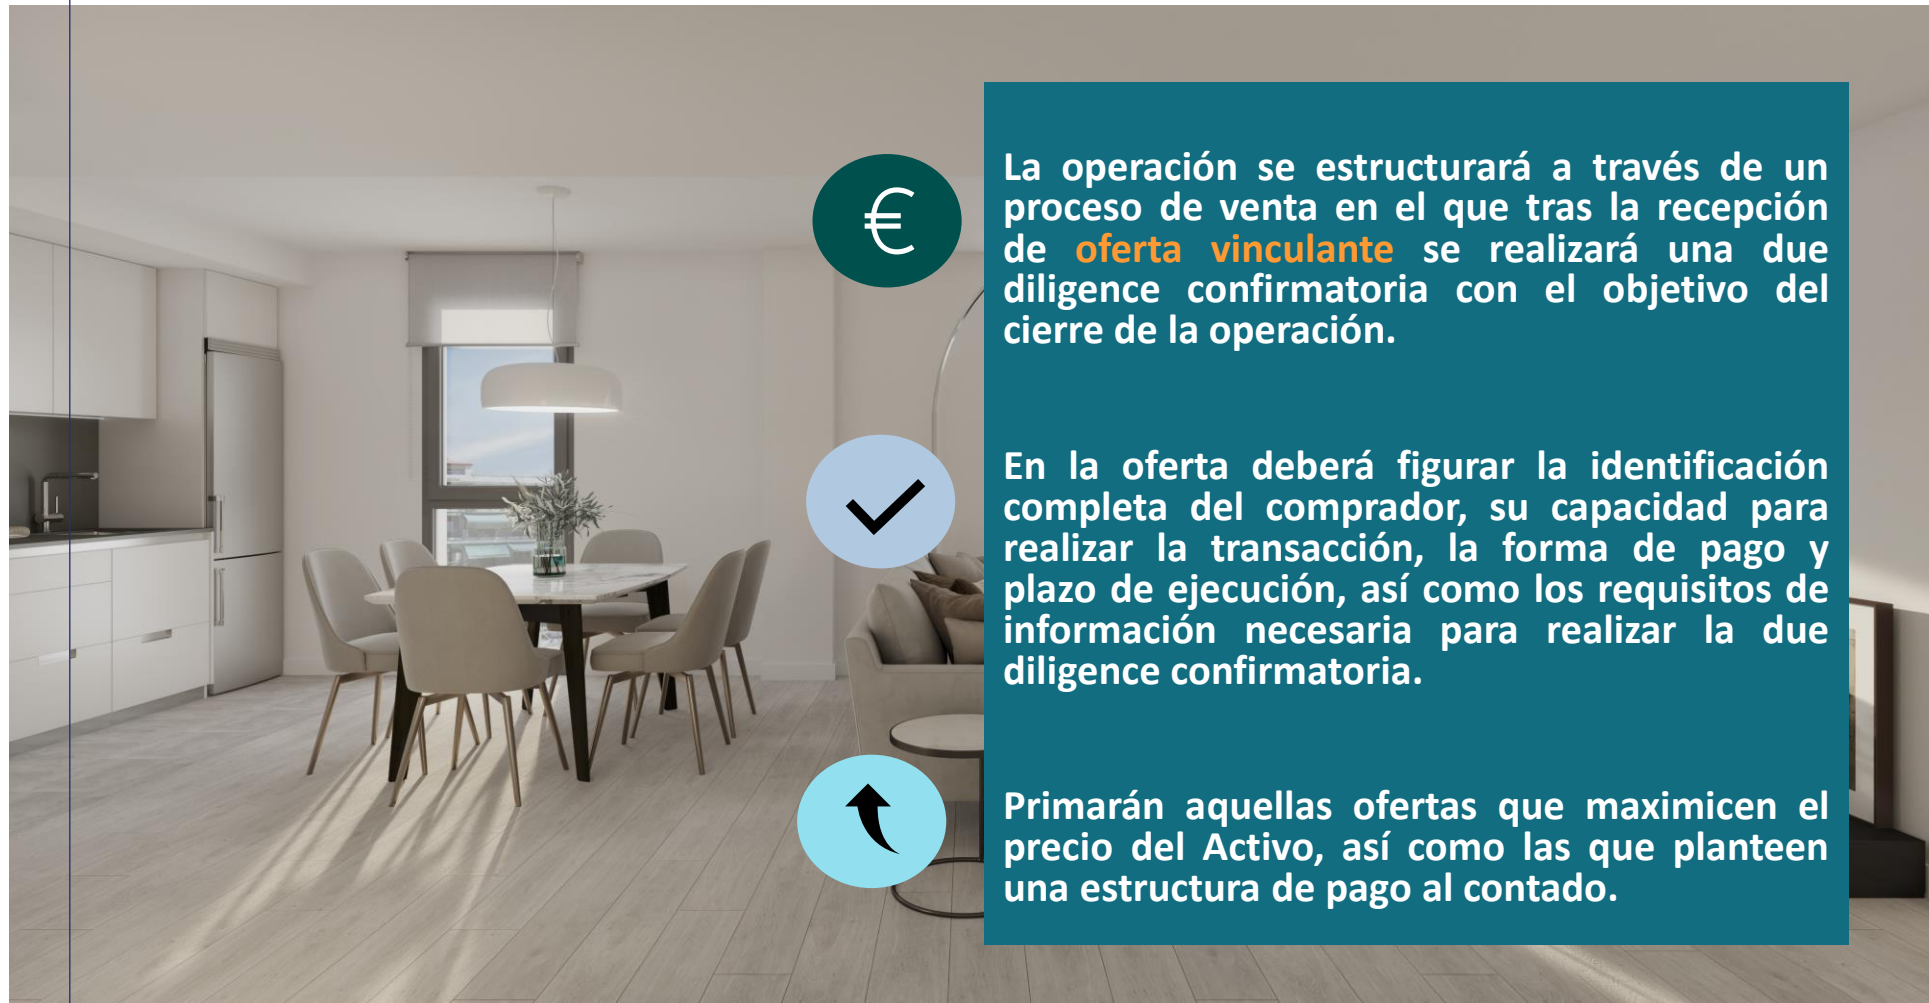 €
La operación se estructurará a través de un
proceso de venta en el que tras la recepción
de oferta vinculante se realizará una due
diligence confirmatoria con el objetivo del
cierre de la operación.
En la oferta deberá figurar la identificación
completa del comprador, su capacidad para
realizar la transacción, la forma de pago y
plazo de ejecución, así como los requisitos de
información necesaria para realizar la due
diligence confirmatoria.
Primarán aquellas ofertas que maximicen el
precio del Activo, así como las que planteen
una estructura de pago al contado.